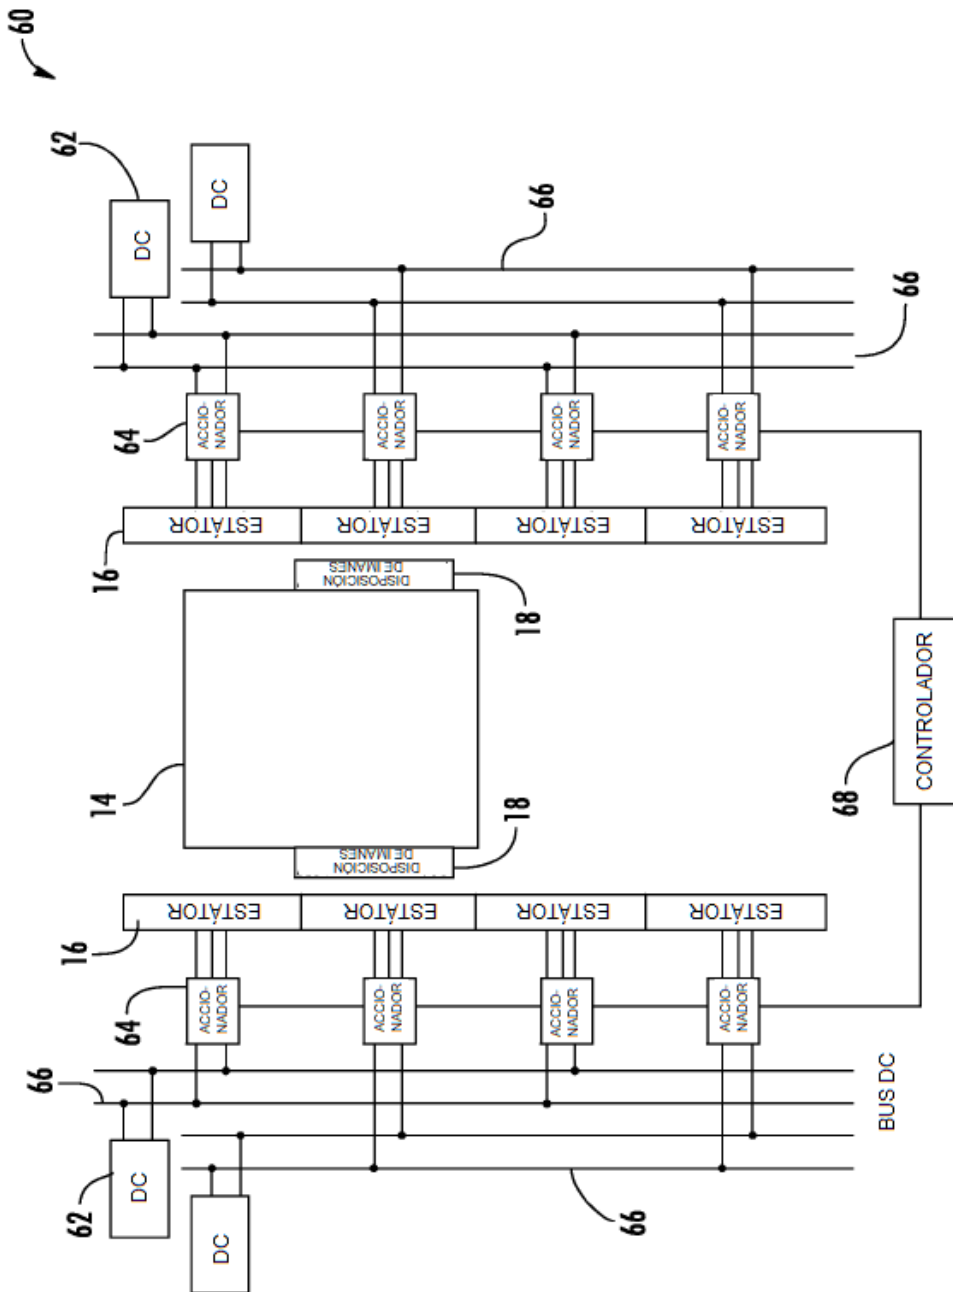 60
62
66
62
DC
DC
64
16
14
16
64
DC
DC
ACCIO-
NADOR
ESTÁTOR
ESTÁTOR
ACCIO-
NADOR
ACCIO-
NADOR
ESTÁTOR
DISPOSICIÓN
DE IMANES
DISPOSICIÓN
DE IMANES
ESTÁTOR
ACCIO-
NADOR
18
18
66
66
ACCIO-
NADOR
ESTÁTOR
ESTÁTOR
ACCIO-
NADOR
ACCIO-
NADOR
ESTÁTOR
ESTÁTOR
ACCIO-
NADOR
68
66
BUS DC
CONTROLADOR